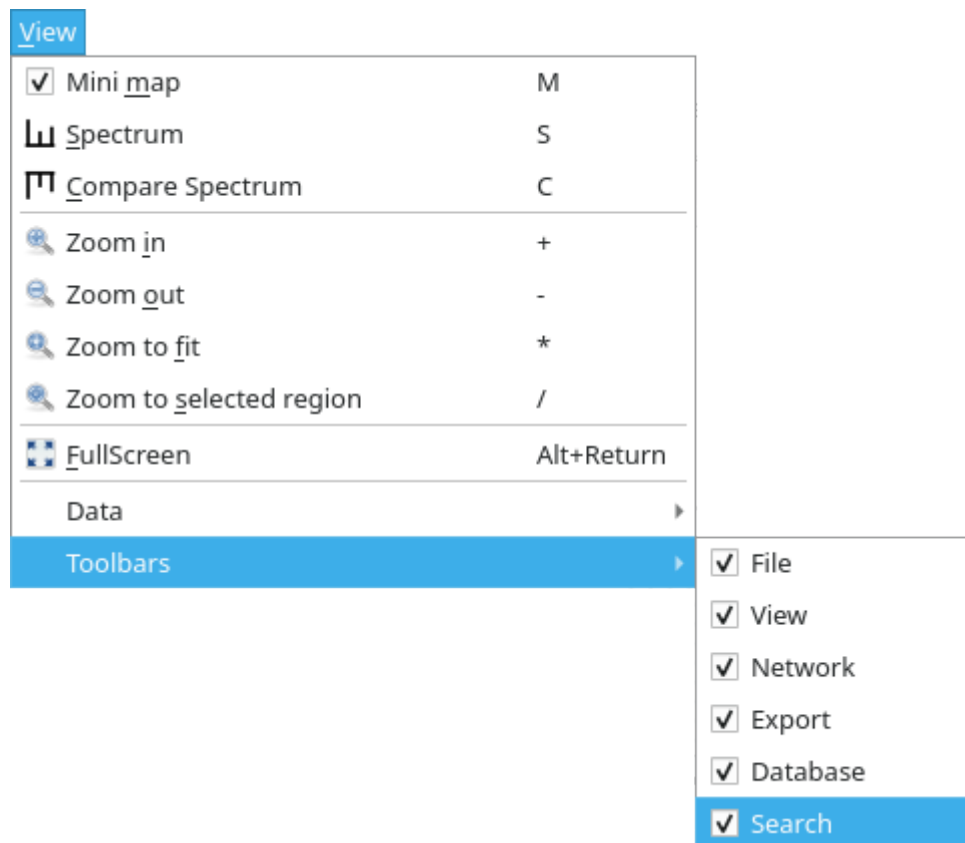 View
Mini map M
Spectrum S
Compare Spectrum C
Zoom in +
Zoom out -
Zoom to fit *
Zoom to selected region /
FullScreen Alt+Return
Data
Toolbars
File
View
Network
Export
Database
Search